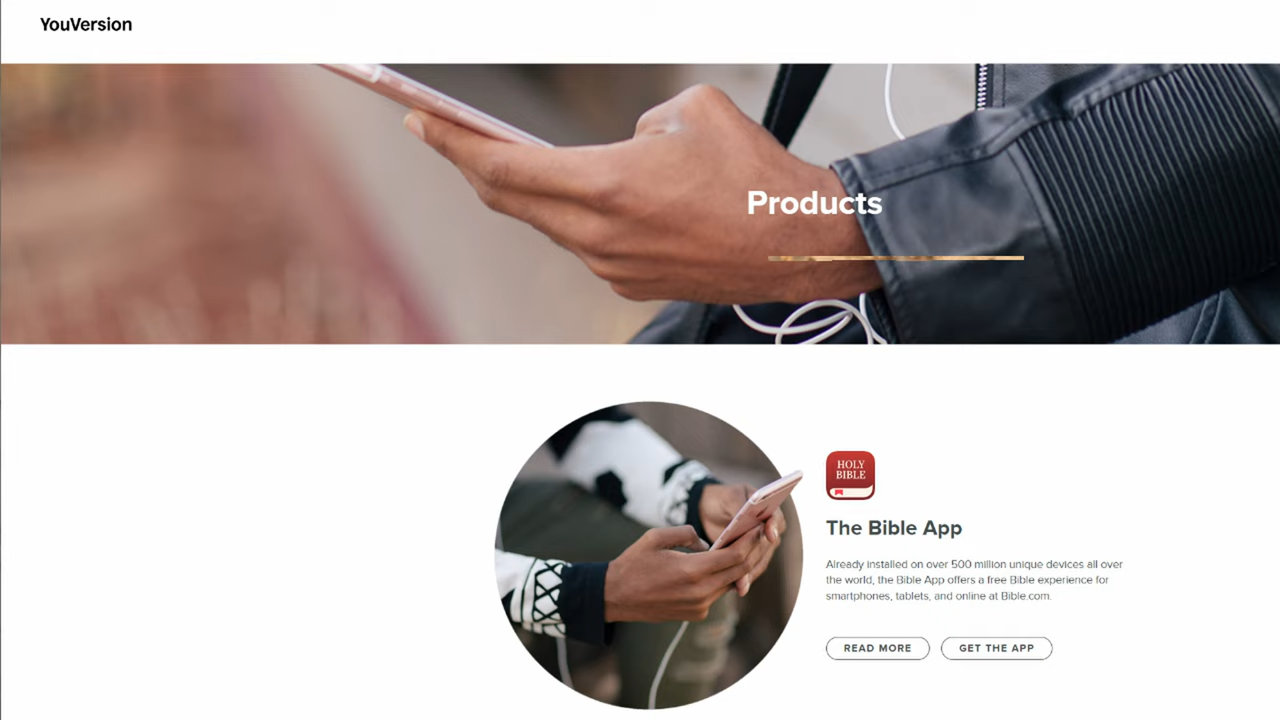 YouVersion
Products
HOLY
BIBLE
The Bible App
Already installed on over 500 million unique devices all over
the world, the Bible App offers a free Bible experience for
smartphones, tablets, and online at Bible.com.
READ MORE
GET THE APP